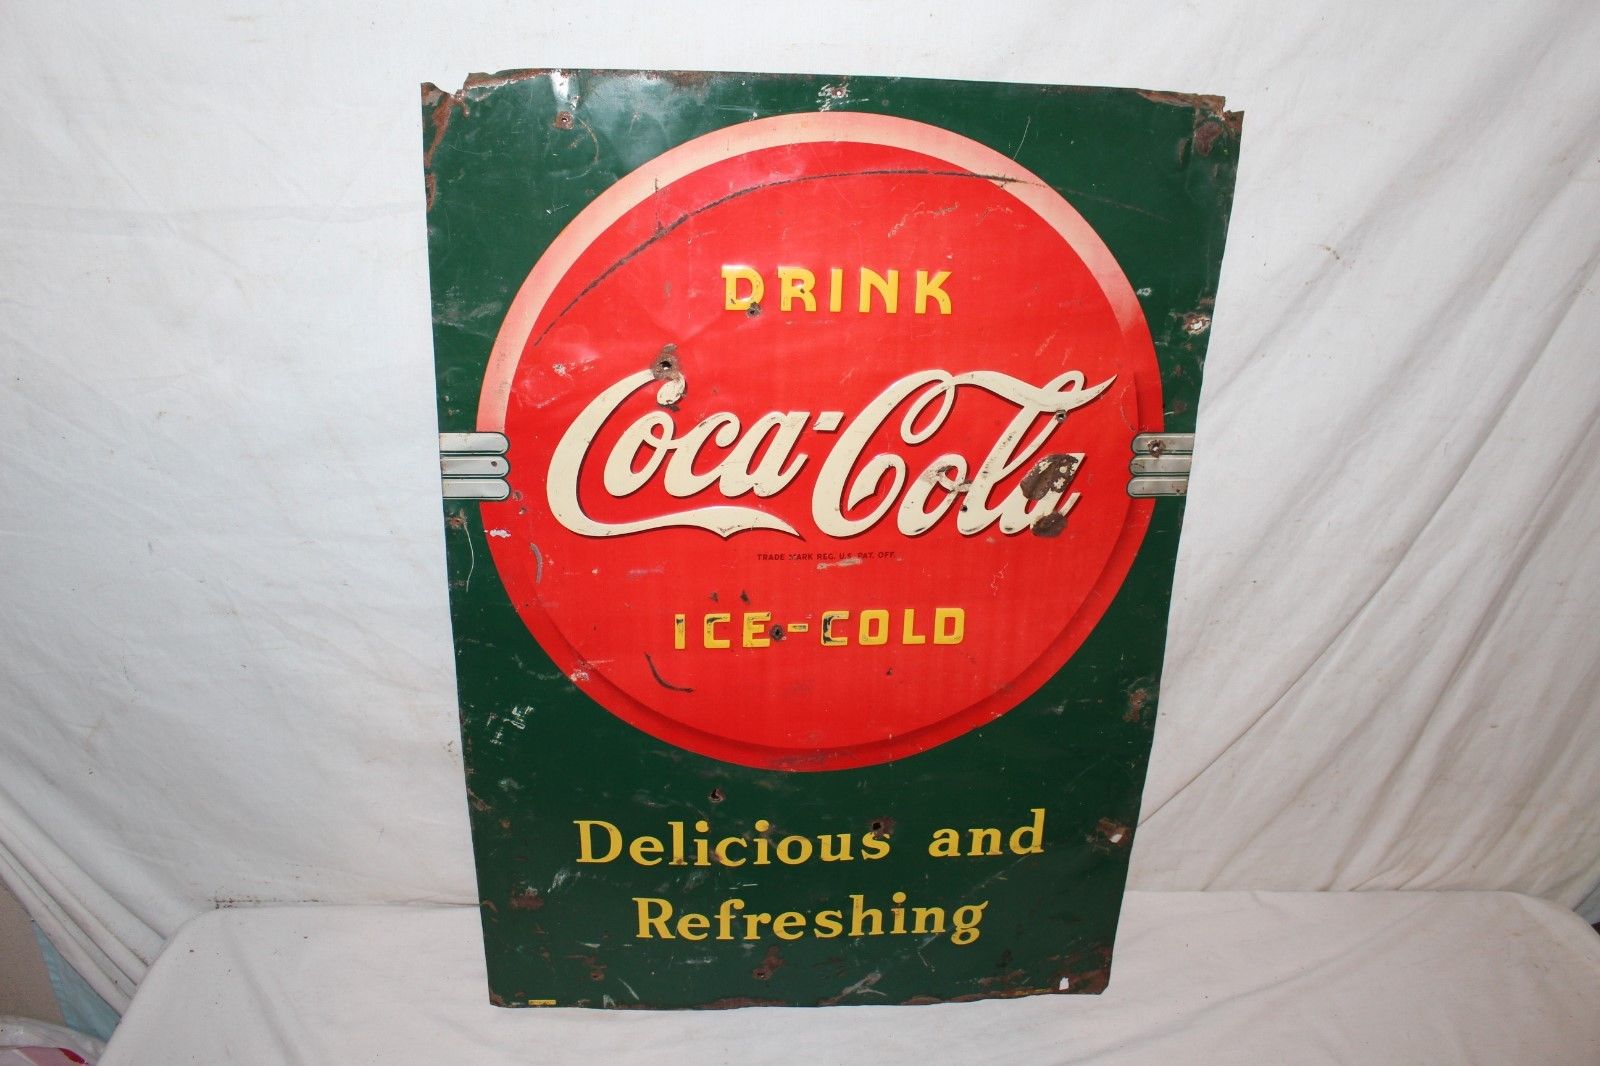 DRINK
Coca-Cola
TRADE MARK REG. U.S. PAT. OFF.
ICE-COLD
Delicious and
Refreshing